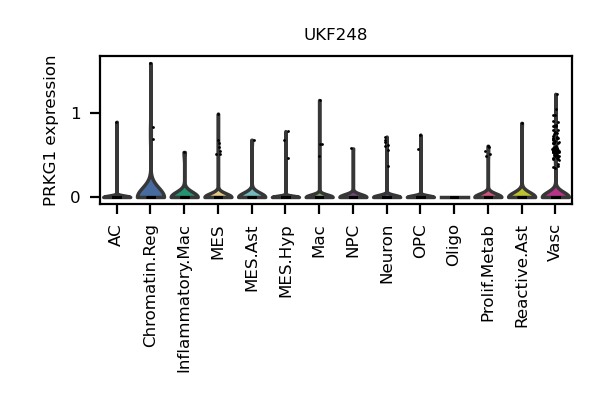 UKF248
PRKG1 expression
1
0
AC
Chromatin.Reg
Inflammatory.Mac
MES
MES.Ast
MES.Hyp
Mac
NPC
Neuron
OPC
Oligo
Prolif.Metab
Reactive.Ast
Vasc